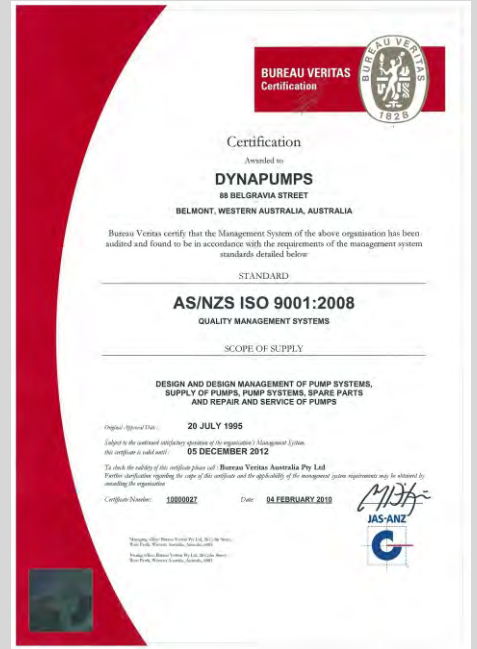 BUREAU VERITAS
Certification
BUREAU VERITAS
1828
Certification
Awarded to
DYNAPUMPS
88 BELGRAVIA STREET
BELMONT, WESTERN AUSTRALIA, AUSTRALIA
Bureau Veritas certify that the Management System of the above organisation has been
audited and found to be in accordance with the requirements of the management system
standards detailed below
STANDARD
AS/NZS ISO 9001:2008
QUALITY MANAGEMENT SYSTEMS
SCOPE OF SUPPLY
DESIGN AND DESIGN MANAGEMENT OF PUMP SYSTEMS,
SUPPLY OF PUMPS, PUMP SYSTEMS, SPARE PARTS
AND REPAIR AND SERVICE OF PUMPS
Original Approval Date : 20 JULY 1995
Subject to the continued satisfactory operation of the organisation's Management System,
this certificate is valid until : 05 DECEMBER 2012
To check the validity of this certificate please call : Bureau Veritas Australia Pty Ltd
Further clarification regarding the scope of this certificate and the applicability of the management system requirements may be obtained by
consulting the organisation
Certificate Number: 10000027 Date: 04 FEBRUARY 2010
JAS-ANZ